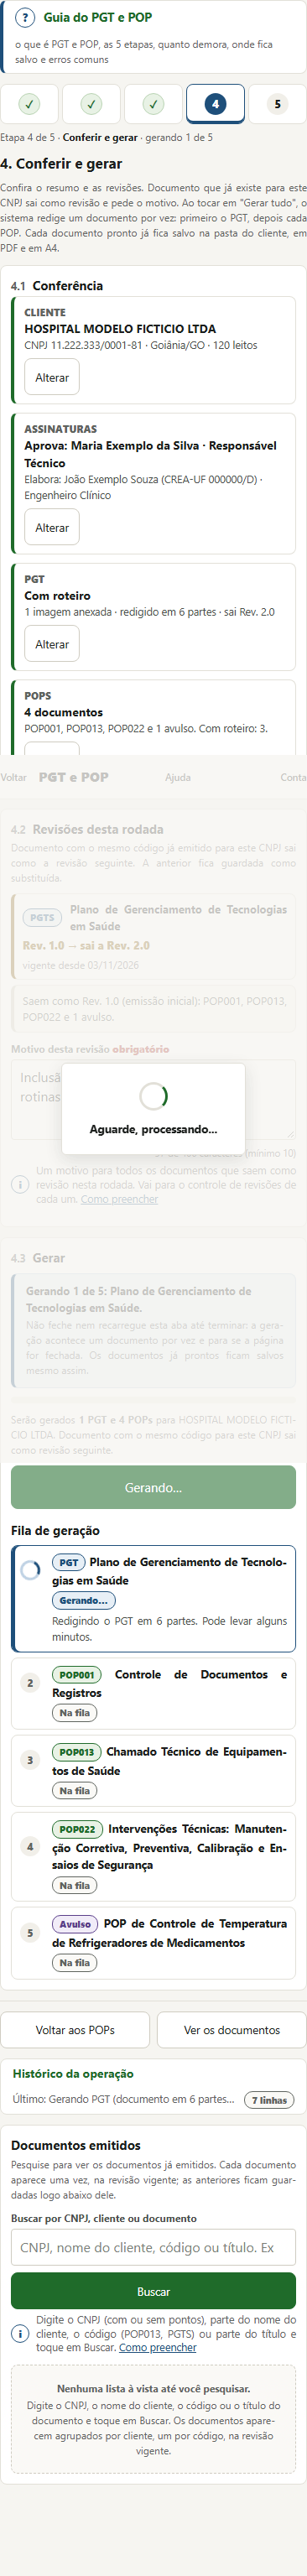 ?
Guia do PGT e POP
o que é PGT e POP, as 5 etapas, quanto demora, onde fica
salvo e erros comuns
✓ ✓ ✓ 4 5
Etapa 4 de 5 · Conferir e gerar · gerando 1 de 5
4. Conferir e gerar
Confira o resumo e as revisões. Documento que já existe para este
CNPJ sai como revisão e pede o motivo. Ao tocar em "Gerar tudo", o
sistema redige um documento por vez: primeiro o PGT, depois cada
POP. Cada documento pronto já fica salvo na pasta do cliente, em
PDF e em A4.
4.1 Conferência
CLIENTE
HOSPITAL MODELO FICTICIO LTDA
CNPJ 11.222.333/0001-81 · Goiânia/GO · 120 leitos
Alterar
ASSINATURAS
Aprova: Maria Exemplo da Silva · Responsável
Técnico
Elabora: João Exemplo Souza (CREA-UF 000000/D) ·
Engenheiro Clínico
Alterar
PGT
Com roteiro
1 imagem anexada · redigido em 6 partes · sai Rev. 2.0
Alterar
POPS
4 documentos
POP001, POP013, POP022 e 1 avulso. Com roteiro: 3.
Voltar PGT e POP Ajuda Conta
4.2 Revisões desta rodada
Documento com o mesmo código já emitido para este CNPJ sai
como a revisão seguinte. A anterior fica guardada como
substituída.
PGTS Plano de Gerenciamento de Tecnologias
em Saúde
Rev. 1.0 → sai a Rev. 2.0
vigente desde 03/11/2026
Saem como Rev. 1.0 (emissão inicial): POP001, POP013,
POP022 e 1 avulso.
Motivo desta revisão obrigatório
Inclusã
rotinas
Aguarde, processando...
(mínimo 10)
Um motivo para todos os documentos que saem como
revisão nesta rodada. Vai para o controle de revisões de
cada um. Como preencher
4.3 Gerar
Gerando 1 de 5: Plano de Gerenciamento de
Tecnologias em Saúde.
Não feche nem recarregue esta aba até terminar: a gera-
ção acontece um documento por vez e para se a página
for fechada. Os documentos já prontos ficam salvos
mesmo assim.
Serão gerados 1 PGT e 4 POPs para HOSPITAL MODELO FICTI-
CIO LTDA. Documento com o mesmo código para este CNPJ sai
como revisão seguinte.
Gerando...
Fila de geração
PGT Plano de Gerenciamento de Tecnolo-
gias em Saúde
Gerando...
Redigindo o PGT em 6 partes. Pode levar alguns
minutos.
2 POP001 Controle de Documentos e
Registros
Na fila
3 POP013 Chamado Técnico de Equipamen-
tos de Saúde
Na fila
4 POP022 Intervenções Técnicas: Manuten-
ção Corretiva, Preventiva, Calibração e En-
saios de Segurança
Na fila
5 Avulso POP de Controle de Temperatura
de Refrigeradores de Medicamentos
Na fila
Voltar aos POPs Ver os documentos
Histórico da operação
Último: Gerando PGT (documento em 6 partes... 7 linhas
Documentos emitidos
Pesquise para ver os documentos já emitidos. Cada documento
aparece uma vez, na revisão vigente; as anteriores ficam guar-
dadas logo abaixo dele.
Buscar por CNPJ, cliente ou documento
CNPJ, nome do cliente, código ou título. Ex
Buscar
Digite o CNPJ (com ou sem pontos), parte do nome do
cliente, o código (POP013, PGTS) ou parte do título e
toque em Buscar. Como preencher
Nenhuma lista à vista até você pesquisar.
Digite o CNPJ, o nome do cliente, o código ou o título do
documento e toque em Buscar. Os documentos apare-
cem agrupados por cliente, um por código, na revisão
vigente.